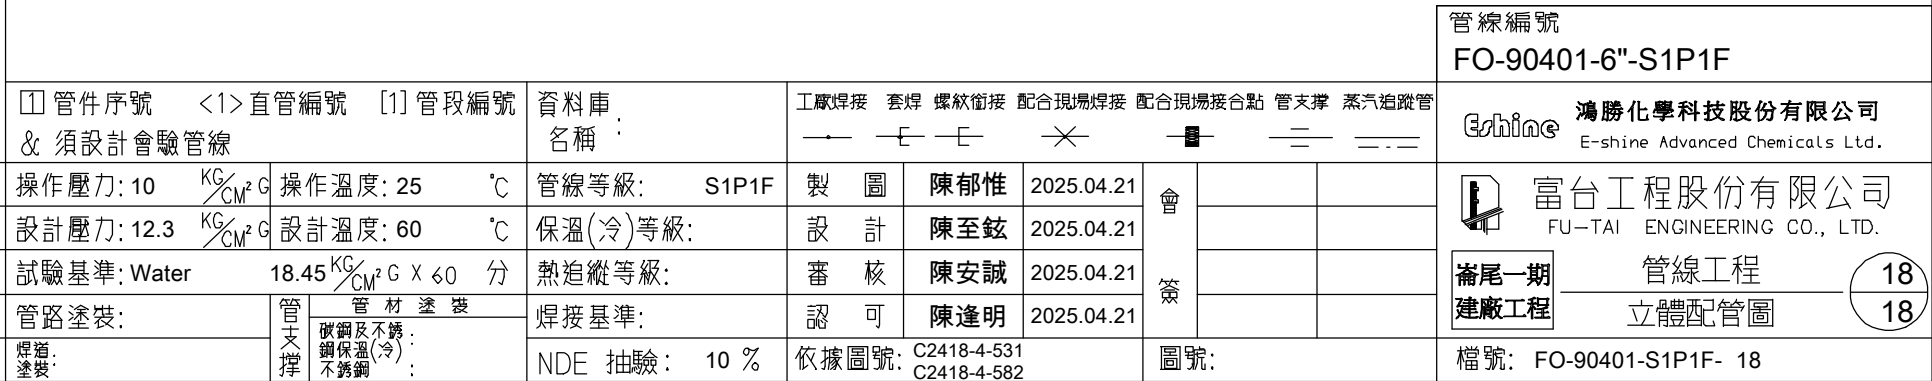 管線編號
FO-90401-6"-S1P1F
1 管件序號 <1>直管編號 [1]管段編號
& 須設計會驗管線
資料庫
名稱 :
工廠焊接 套焊 螺紋銜接 配合現場焊接 配合現場接合點 管支撐 蒸汽追蹤管
Eshine 鴻勝化學科技股份有限公司
E-shine Advanced Chemicals Ltd.
操作壓力: 10 KG/CM² G 操作溫度: 25 °C 管線等級: S1P1F 製 圖 陳郁惟 2025.04.21
設計壓力: 12.3 KG/CM² G 設計溫度: 60 °C 保溫(冷)等級: 設 計 陳至鉉 2025.04.21
試驗基準: Water 18.45 KG/CM² G X 60 分 熱追縱等級: 審 核 陳安誠 2025.04.21
管路塗裝: 管支撐 管材塗裝 焊接基準: 認 可 陳逢明 2025.04.21
會簽
碳鋼及不銹 :
鋼保溫(冷)
不銹鋼 :
焊道:
塗裝
NDE 抽驗: 10 % 依據圖號: C2418-4-531
C2418-4-582
圖號:
富台工程股份有限公司
FU-TAI ENGINEERING CO., LTD.
崙尾一期
建廠工程
管線工程
立體配管圖
18
18
檔號: FO-90401-S1P1F- 18